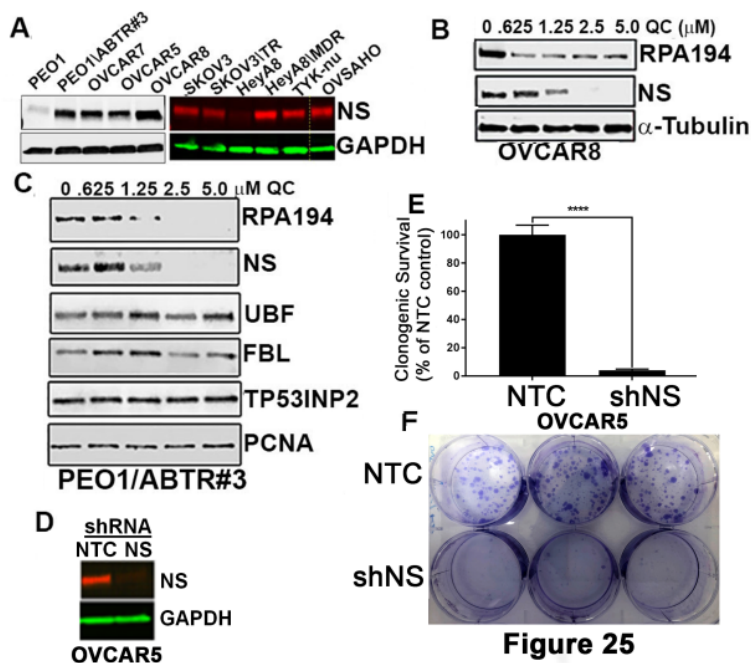 A
PEO1
PEO1\ABTR#3
OVCAR7
OVCAR5
OVCAR8
SKOV3
SKOV3\TR
HeyA8
HeyA8\MDR
TYK-nu
OVSAHO
NS
GAPDH
B
0 .625 1.25 2.5 5.0 QC (μM)
RPA194
NS
α-Tubulin
OVCAR8
C
0 .625 1.25 2.5 5.0 μM QC
RPA194
NS
UBF
FBL
TP53INP2
PCNA
PEO1/ABTR#3
D
shRNA
NTC NS
NS
GAPDH
OVCAR5
E
****
Clonogenic Survival
(% of NTC control)
100
80
60
40
20
0
NTC shNS
OVCAR5
F
NTC
shNS
Figure 25